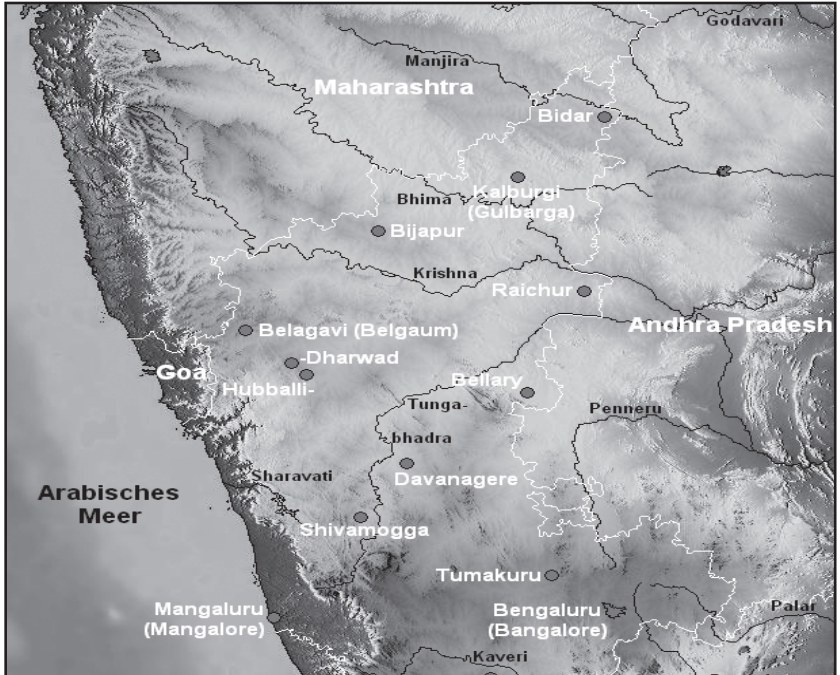 Godavari
Manjira
Maharashtra
Bidar
Kalburgi
(Gulbarga)
Bhima
Bijapur
Krishna
Raichur
Andhra Pradesh
Belagavi (Belgaum)
-Dharwad
Goa
Hubballi-
Bellary
Tunga-
bhadra
Penneru
Sharavati
Davanagere
Arabisches
Meer
Shivamogga
Tumakuru
Mangaluru
(Mangalore)
Bengaluru
(Bangalore)
Palar
Kaveri